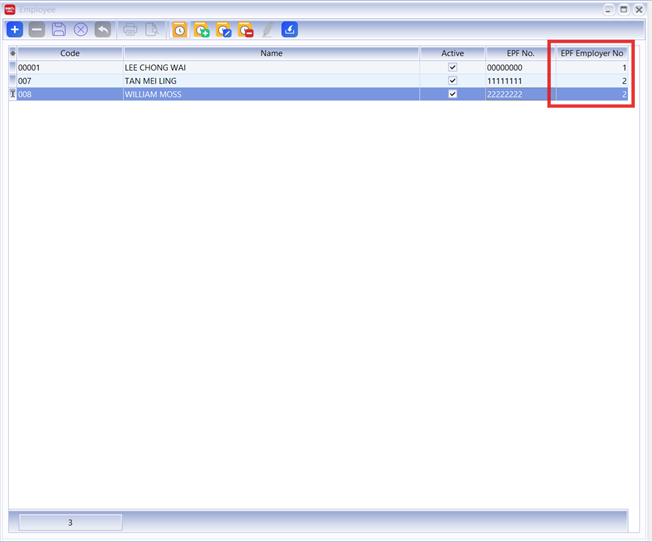 Employee
Code Name Active EPF No. EPF Employer No
00001 LEE CHONG WAI 00000000 1
007 TAN MEI LING 11111111 2
008 WILLIAM MOSS 22222222 2
3